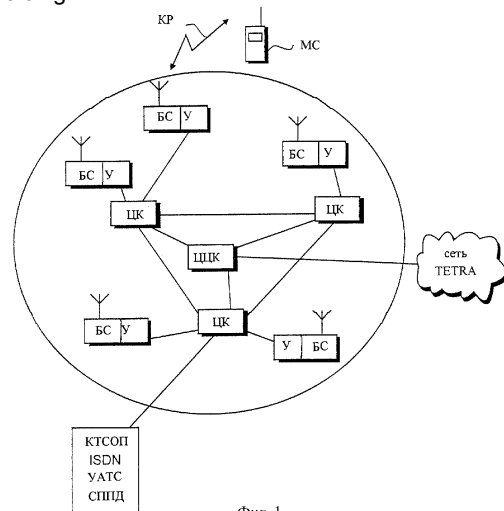 КР
МС
БС У
БС У
БС У
ЦК
ЦК
ЦЦК
сеть
TETRA
ЦК
БС У
У БС
КТСОП
ISDN
УАТС
СППД